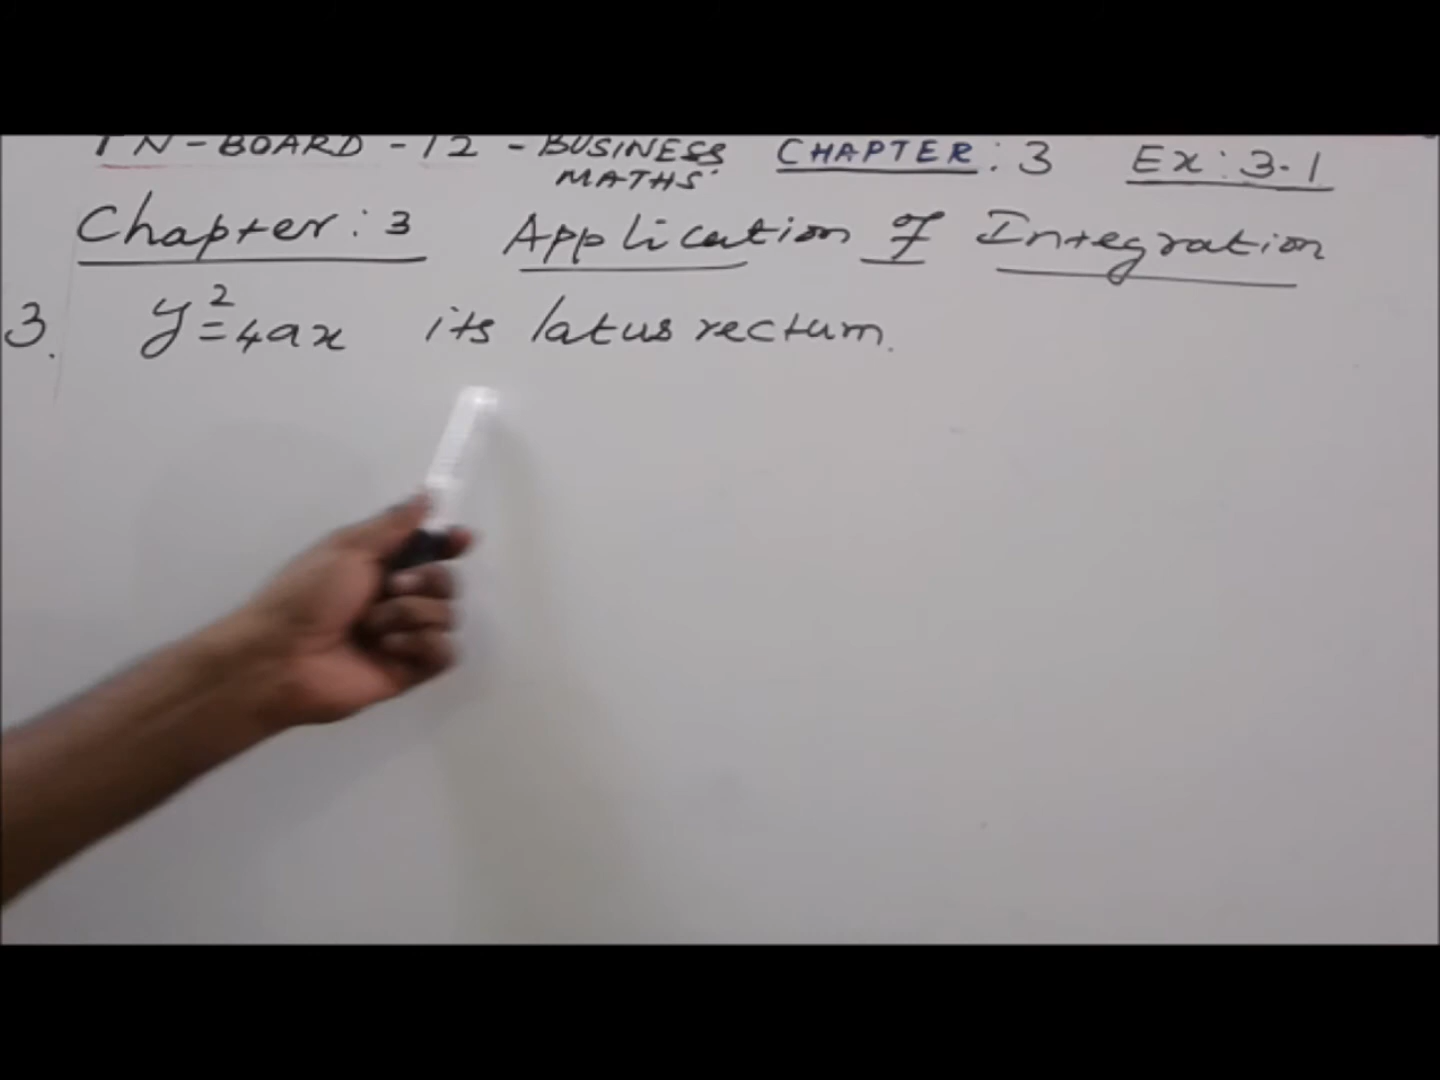 TN-BOARD-12-BUSINESS MATHS CHAPTER: 3 Ex: 3.1
Chapter: 3 Application of Integration
3. y²=4ax its latus rectum.